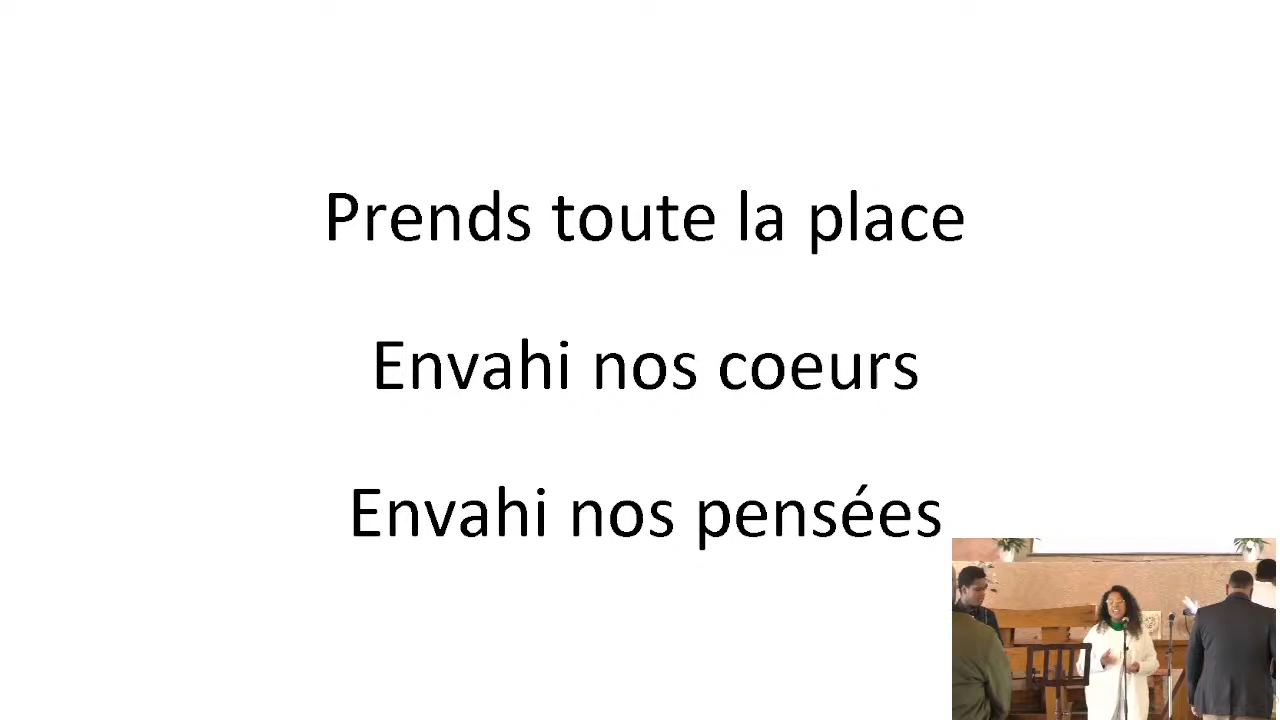 Prends toute la place
Envahi nos coeurs
Envahi nos pensées